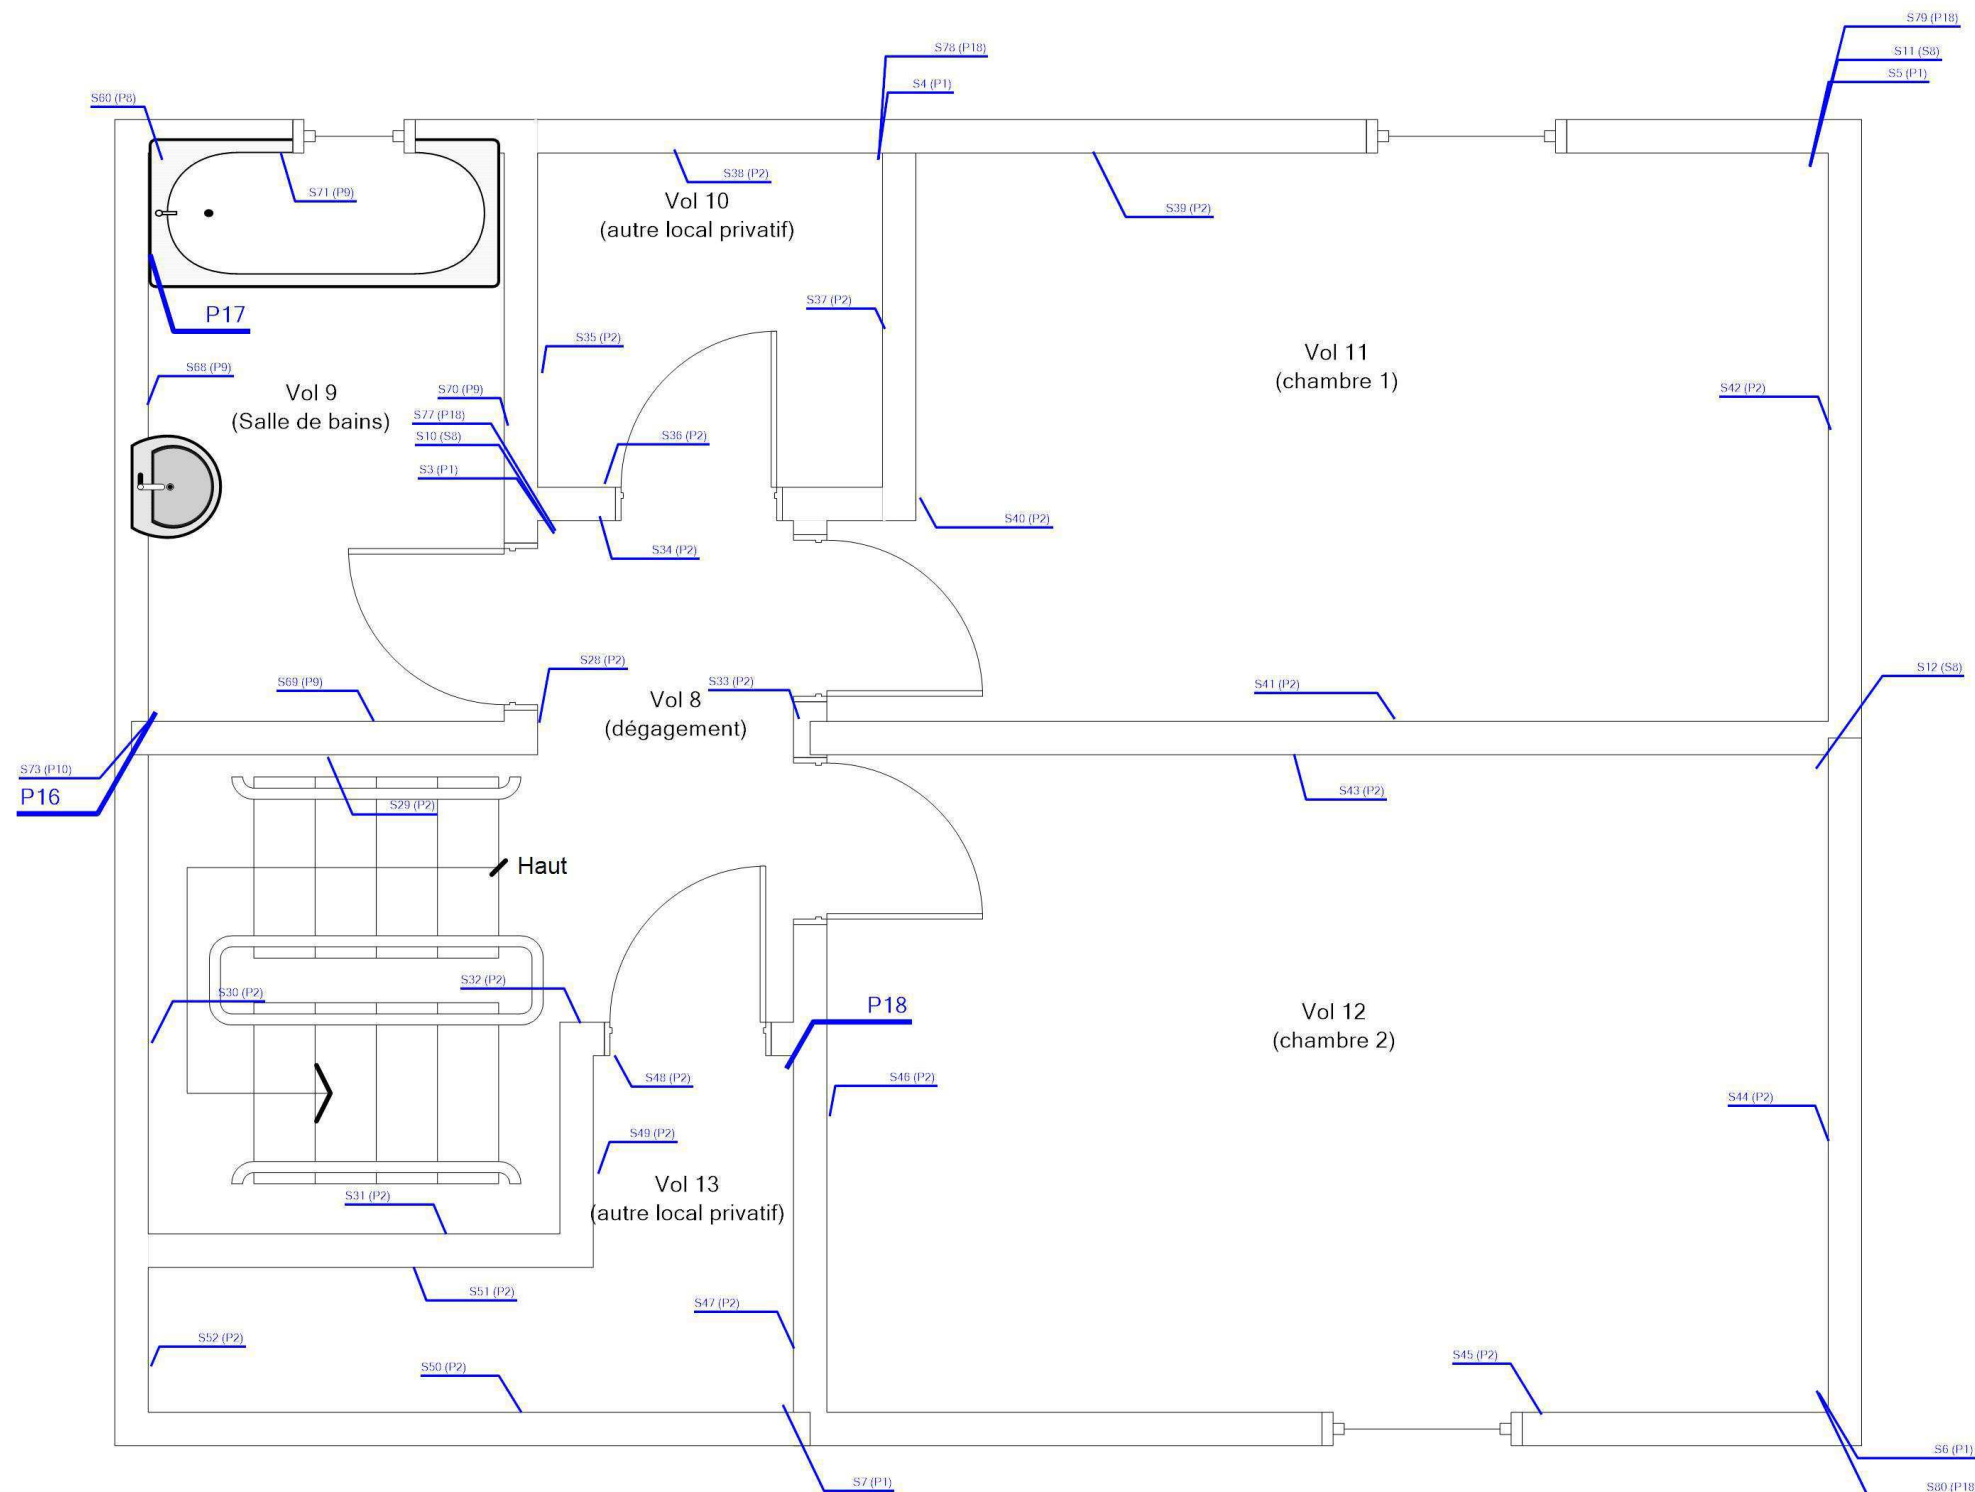 S79 (P18)
S78 (P18)
S11 (S8)
S5 (P1)
S4 (P1)
S60 (P8)
S38 (P2)
S71 (P9)
Vol 10
(autre local privatif)
S39 (P2)
P17
S37 (P2)
S35 (P2)
Vol 11
(chambre 1)
S68 (P9)
Vol 9
(Salle de bains)
S70 (P9)
S42 (P2)
S77 (P18)
S10 (S8)
S36 (P2)
S3 (P1)
S40 (P2)
S34 (P2)
S28 (P2)
S12 (S8)
S69 (P9)
S33 (P2)
S41 (P2)
Vol 8
(dégagement)
S73 (P10)
P16
S29 (P2)
S43 (P2)
Haut
S32 (P2)
S30 (P2)
P18
Vol 12
(chambre 2)
S48 (P2)
S46 (P2)
S44 (P2)
S49 (P2)
Vol 13
(autre local privatif)
S31 (P2)
S51 (P2)
S47 (P2)
S52 (P2)
S50 (P2)
S45 (P2)
S6 (P1)
S7 (P1)
S80 (P18